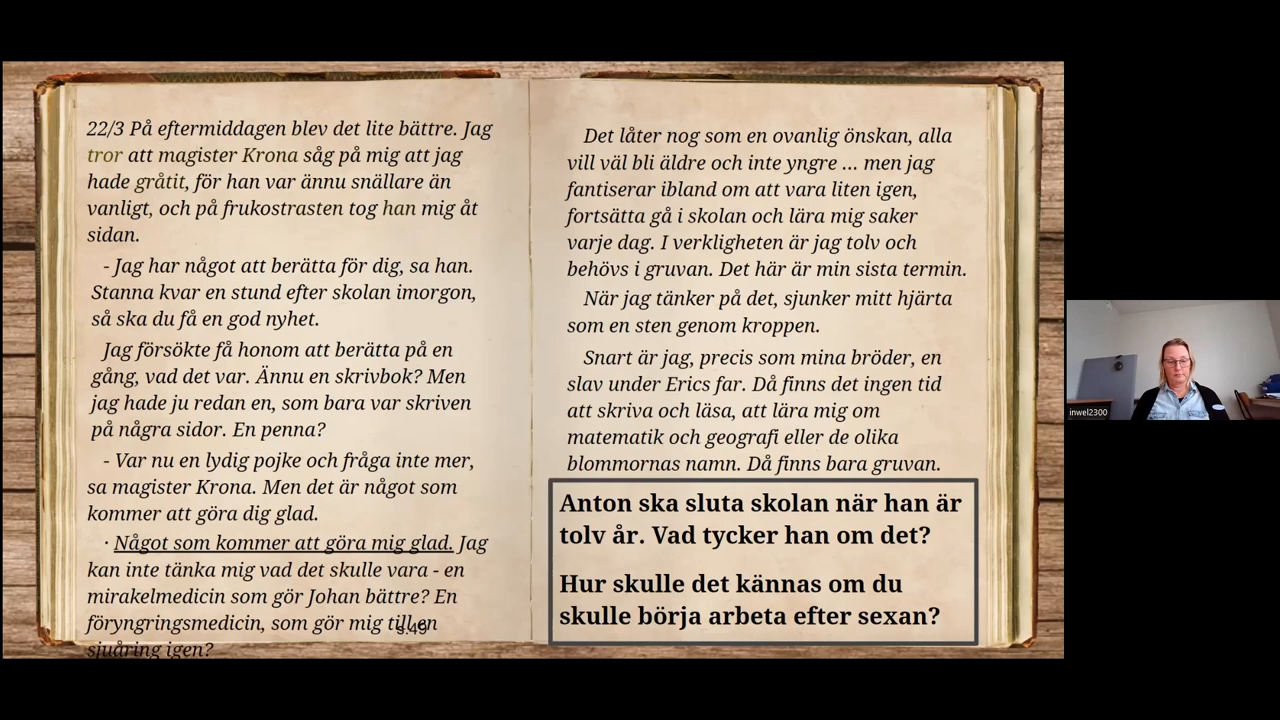 22/3 På eftermiddagen blev det lite bättre. Jag
tror att magister Krona såg på mig att jag
hade gråtit, för han var ännu snällare än
vanligt, och på frukostrasten tog han mig åt
sidan.
- Jag har något att berätta för dig, sa han.
Stanna kvar en stund efter skolan imorgon,
så ska du få en god nyhet.
Jag försökte få honom att berätta på en
gång, vad det var. Ännu en skrivbok? Men
jag hade ju redan en, som bara var skriven
på några sidor. En penna?
- Var nu en lydig pojke och fråga inte mer,
sa magister Krona. Men det är något som
kommer att göra dig glad.
· Något som kommer att göra mig glad. Jag
kan inte tänka mig vad det skulle vara - en
mirakelmedicin som gör Johan bättre? En
föryngringsmedicin, som gör mig till en
sjuåring igen?
s.49
Det låter nog som en ovanlig önskan, alla
vill väl bli äldre och inte yngre … men jag
fantiserar ibland om att vara liten igen,
fortsätta gå i skolan och lära mig saker
varje dag. I verkligheten är jag tolv och
behövs i gruvan. Det här är min sista termin.
När jag tänker på det, sjunker mitt hjärta
som en sten genom kroppen.
Snart är jag, precis som mina bröder, en
slav under Erics far. Då finns det ingen tid
att skriva och läsa, att lära mig om
matematik och geografi eller de olika
blommornas namn. Då finns bara gruvan.
Anton ska sluta skolan när han är
tolv år. Vad tycker han om det?
Hur skulle det kännas om du
skulle börja arbeta efter sexan?
inwel2300